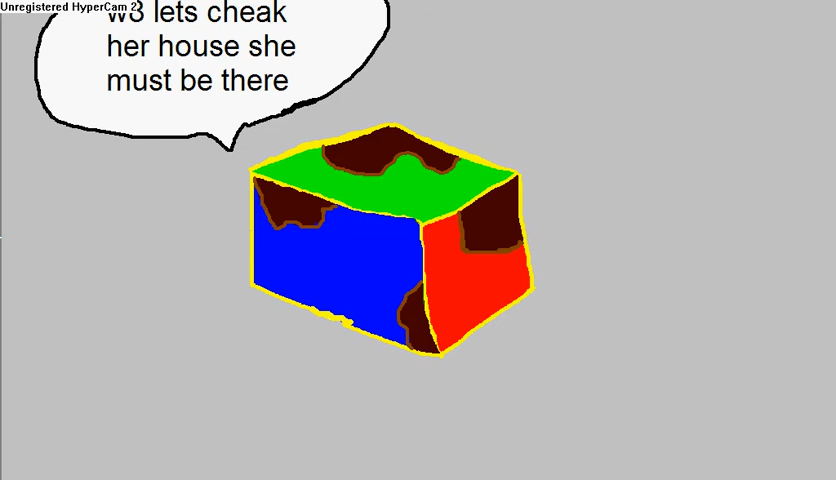 Unregistered HyperCam 2
w3 lets cheak
her house she
must be there